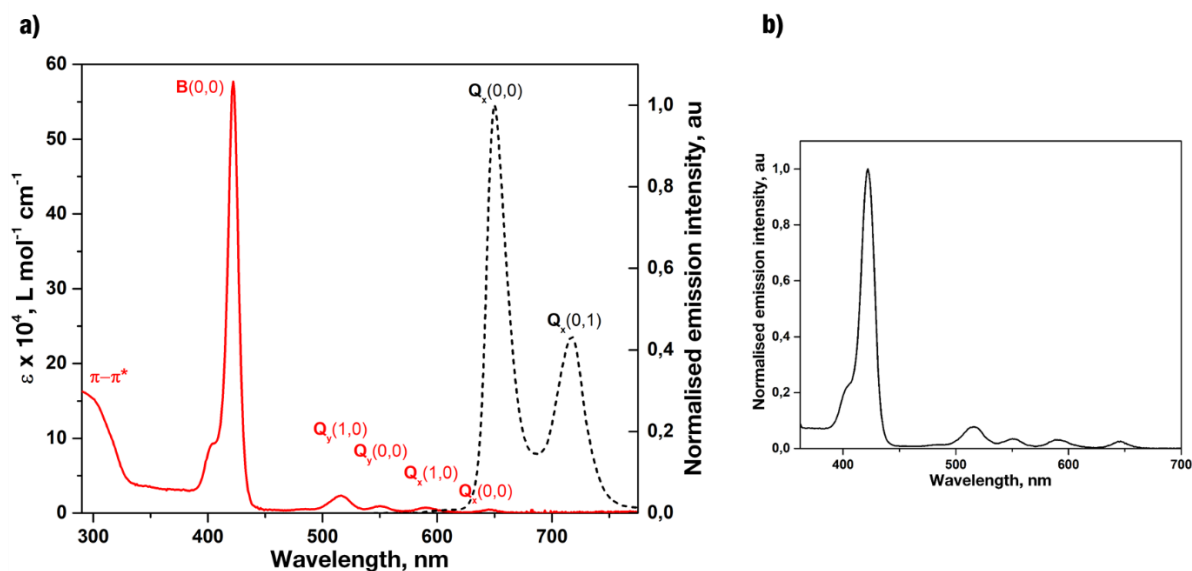 a)
b)
B(0,0)
Qx(0,0)
Qx(0,1)
π–π*
Qy(1,0)
Qy(0,0)
Qx(1,0)
Qx(0,0)
60
50
40
30
20
10
0
ε x 10⁴, L mol⁻¹ cm⁻¹
1,0
0,8
0,6
0,4
0,2
0,0
Normalised emission intensity, au
300 400 500 600 700
Wavelength, nm
1,0
0,8
0,6
0,4
0,2
0,0
Normalised emission intensity, au
400 500 600 700
Wavelength, nm